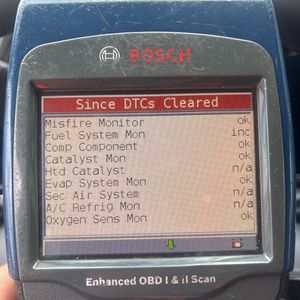 BOSCH
Since DTCs Cleared
Misfire Monitor ok
Fuel System Mon inc
Comp Component ok
Catalyst Mon ok
Htd Catalyst n/a
Evap System Mon ok
Sec Air System n/a
A/C Refrig Mon n/a
Oxygen Sens Mon ok
Enhanced OBD I & II Scan